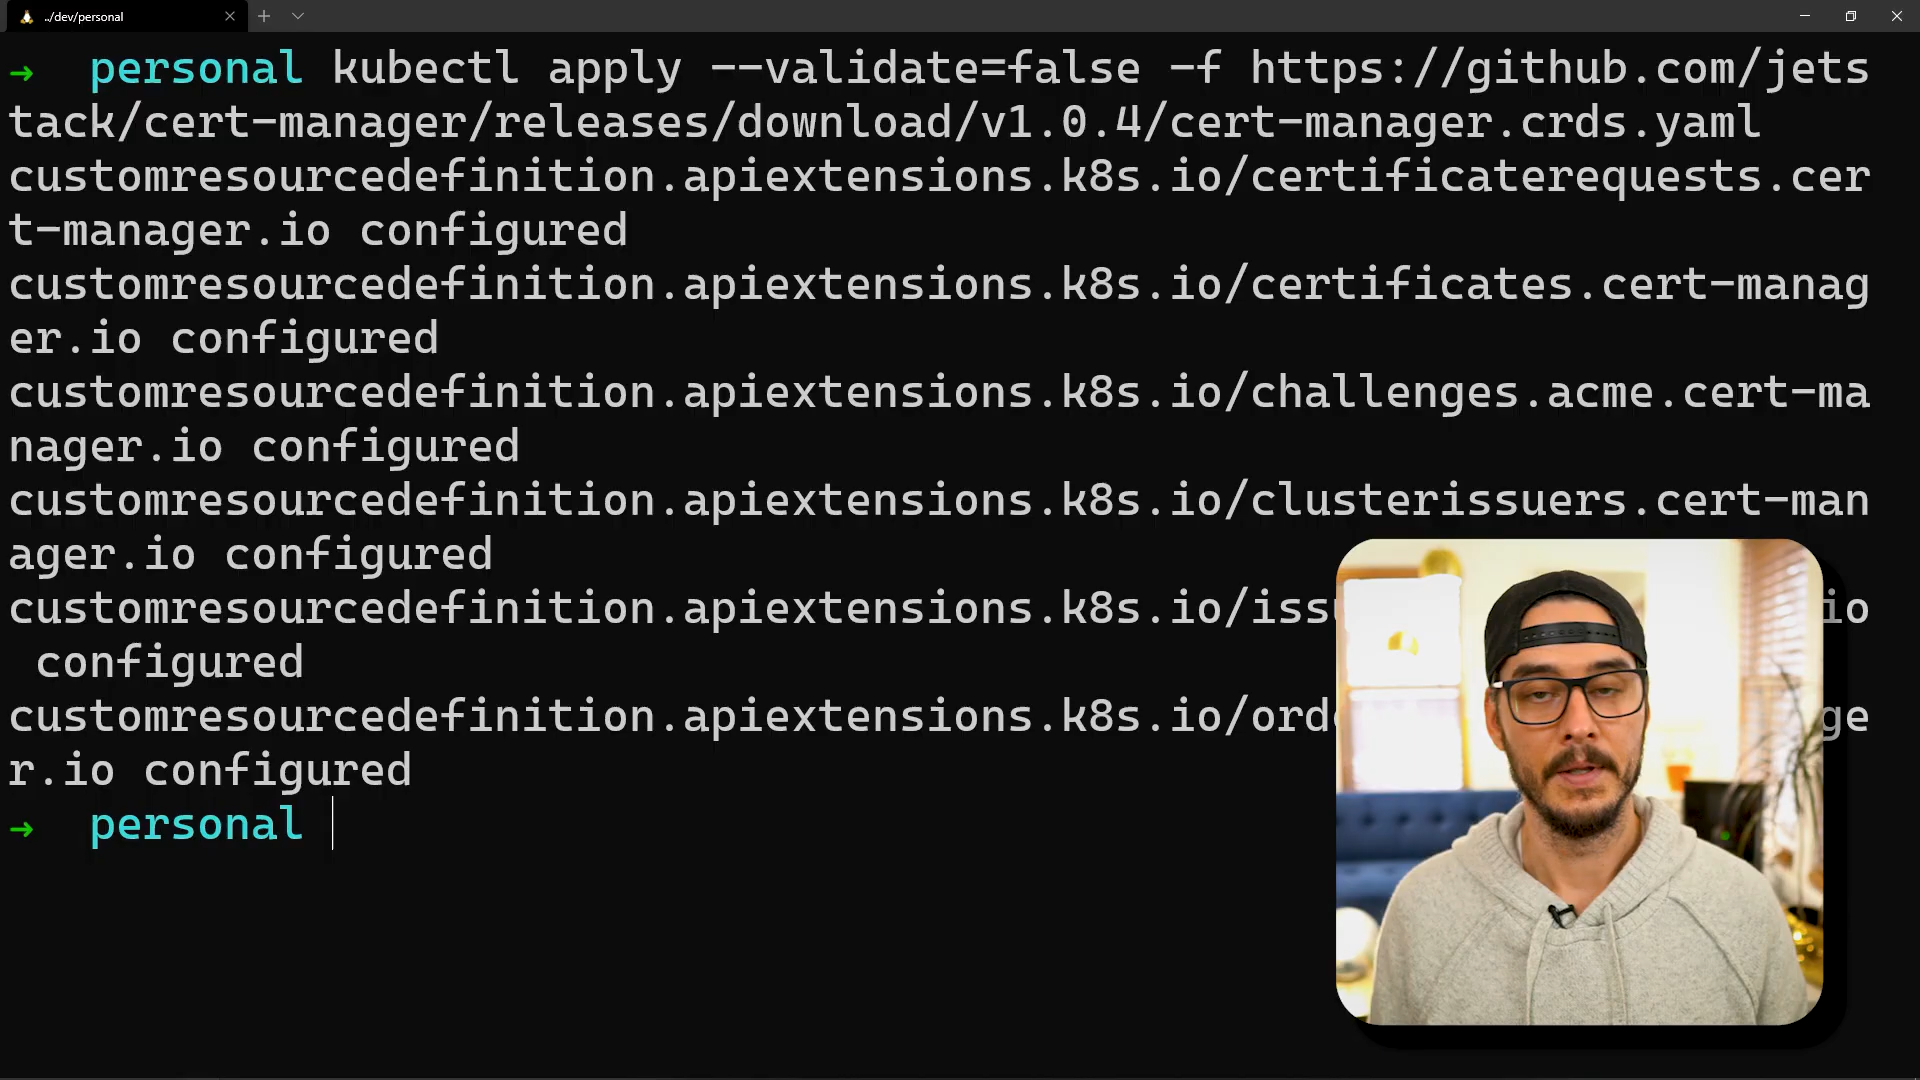 ../dev/personal
→ personal kubectl apply --validate=false -f https://github.com/jets
tack/cert-manager/releases/download/v1.0.4/cert-manager.crds.yaml
customresourcedefinition.apiextensions.k8s.io/certificaterequests.cer
t-manager.io configured
customresourcedefinition.apiextensions.k8s.io/certificates.cert-manag
er.io configured
customresourcedefinition.apiextensions.k8s.io/challenges.acme.cert-ma
nager.io configured
customresourcedefinition.apiextensions.k8s.io/clusterissuers.cert-man
ager.io configured
customresourcedefinition.apiextensions.k8s.io/iss io
configured
customresourcedefinition.apiextensions.k8s.io/ord ge
r.io configured
→ personal